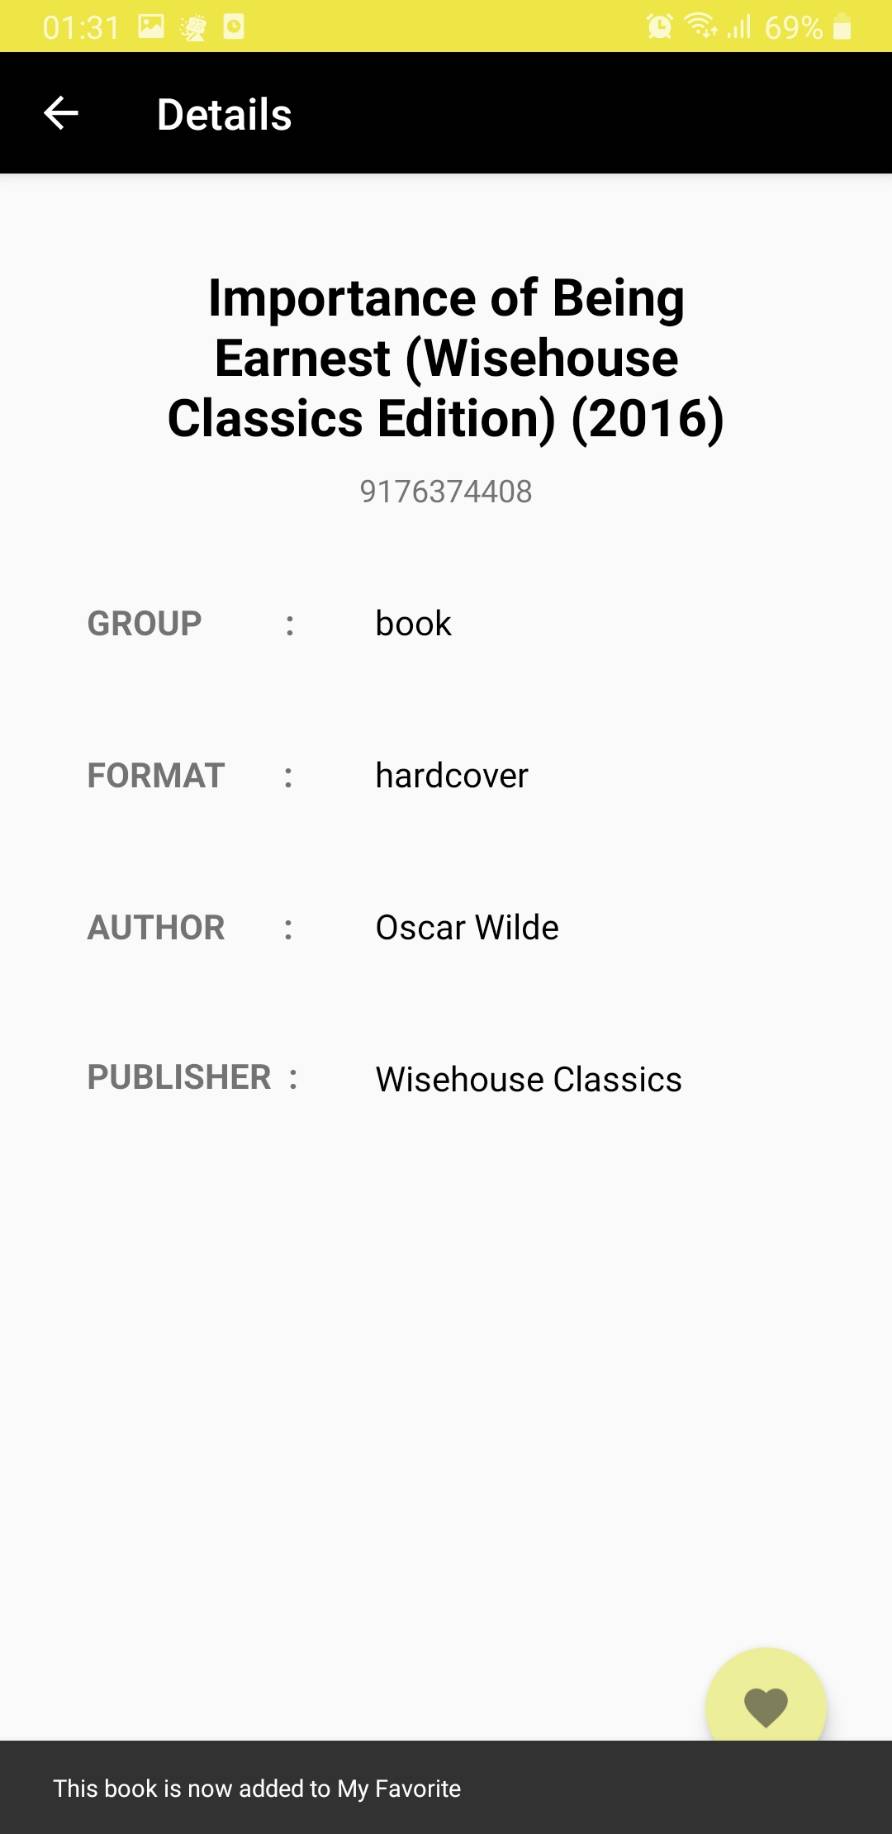 01:31 69%
Details
Importance of Being
Earnest (Wisehouse
Classics Edition) (2016)
9176374408
GROUP : book
FORMAT : hardcover
AUTHOR : Oscar Wilde
PUBLISHER : Wisehouse Classics
This book is now added to My Favorite